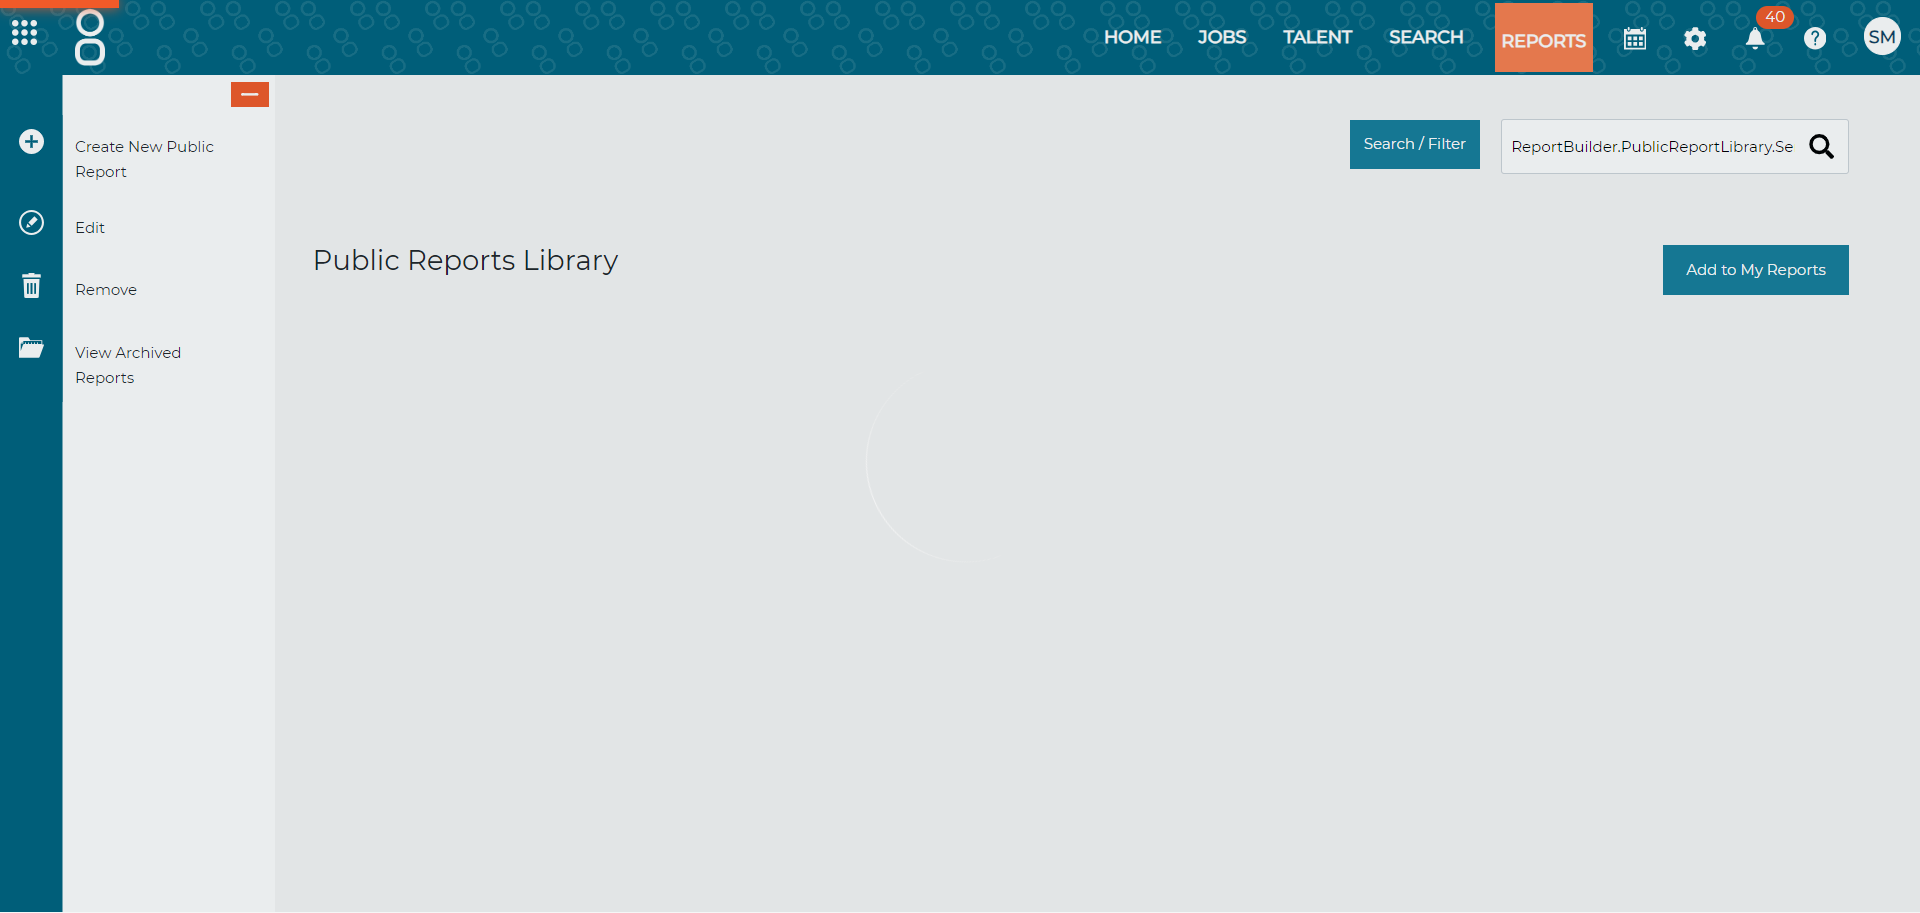 HOME JOBS TALENT SEARCH REPORTS 40 ? SM
Create New Public
Report
Edit
Remove
View Archived
Reports
Search / Filter
ReportBuilder.PublicReportLibrary.Se
Public Reports Library
Add to My Reports